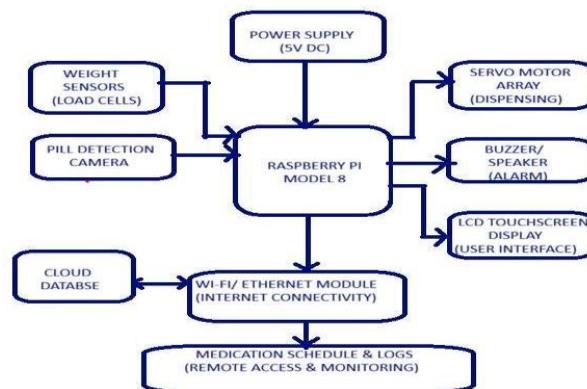 POWER SUPPLY
(5V DC)
WEIGHT
SENSORS
(LOAD CELLS)
SERVO MOTOR
ARRAY
(DISPENSING)
PILL DETECTION
CAMERA
RASPBERRY PI
MODEL 8
BUZZER/
SPEAKER
(ALARM)
LCD TOUCHSCREEN
DISPLAY
(USER INTERFACE)
CLOUD
DATABSE
WI-FI/ ETHERNET MODULE
(INTERNET CONNECTIVITY)
MEDICATION SCHEDULE & LOGS
(REMOTE ACCESS & MONITORING)